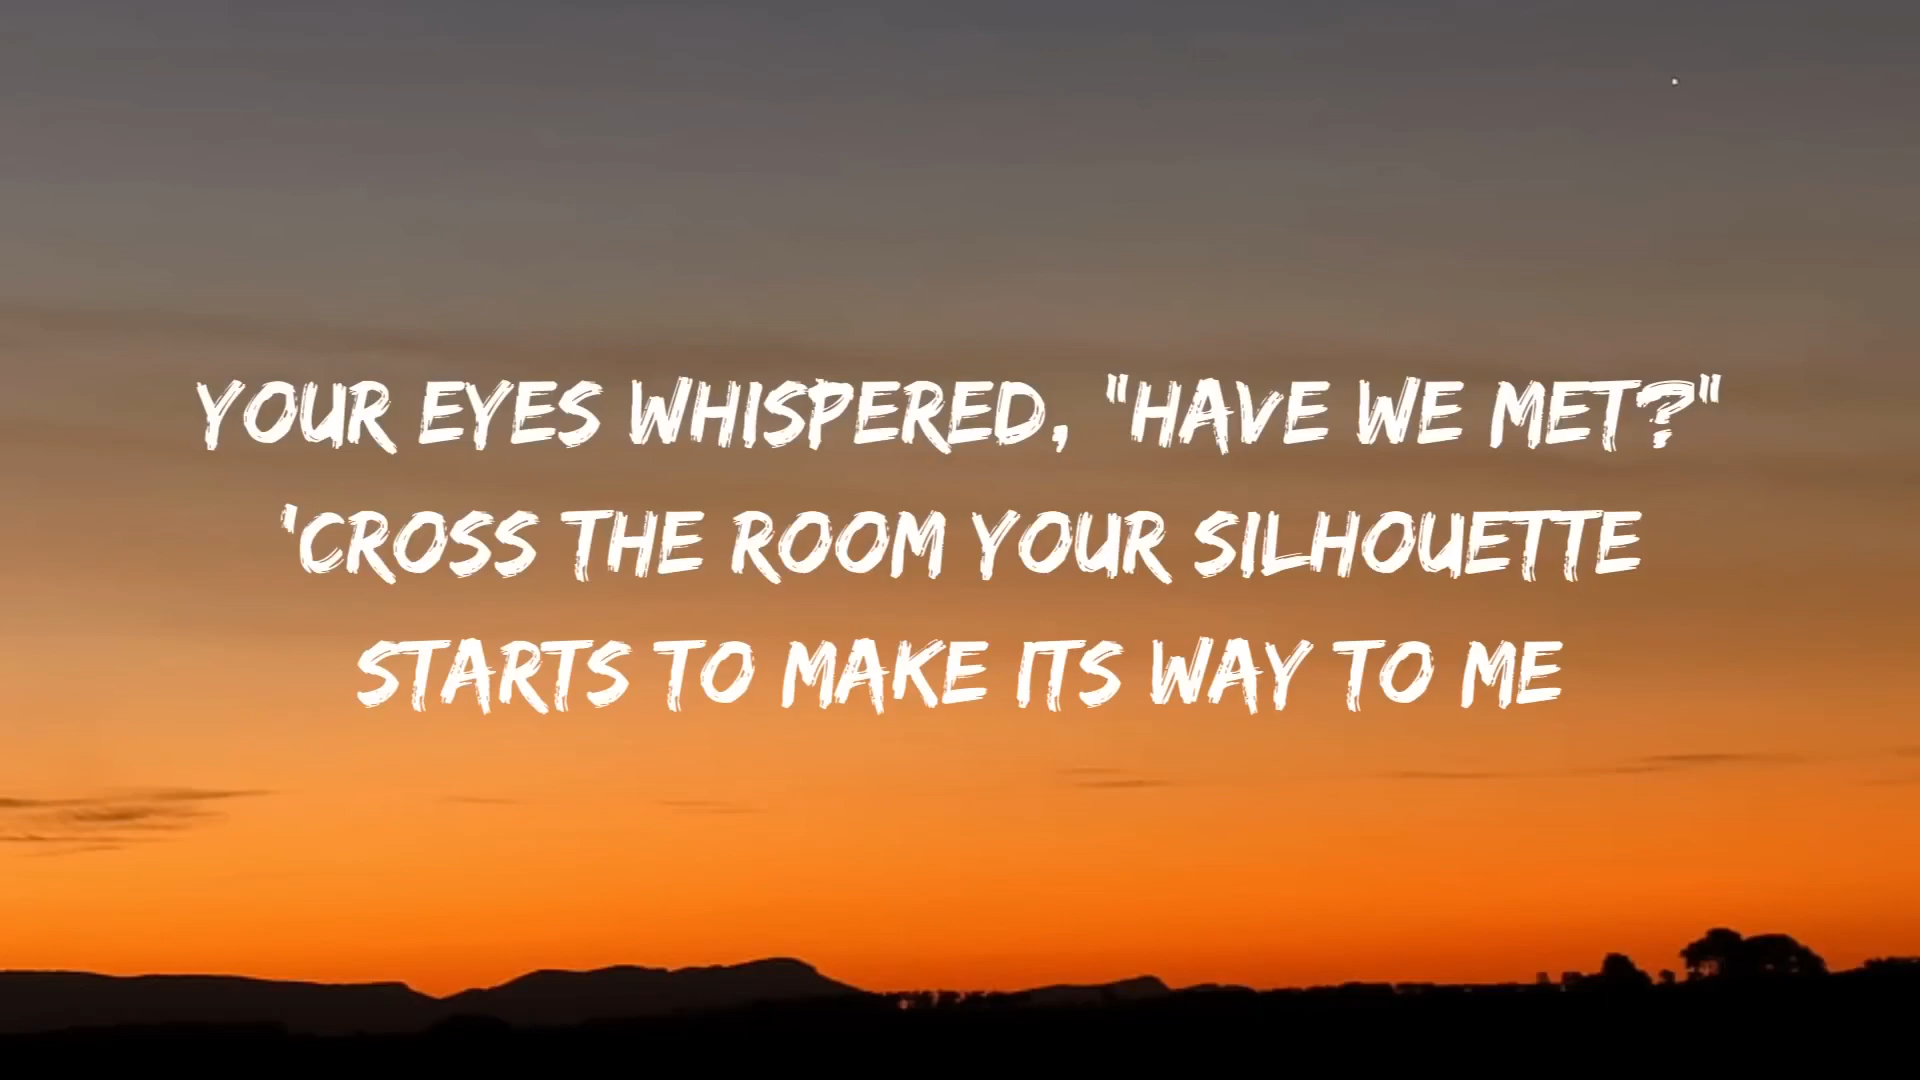 YOUR EYES WHISPERED, "HAVE WE MET?"
'CROSS THE ROOM YOUR SILHOUETTE
STARTS TO MAKE ITS WAY TO ME